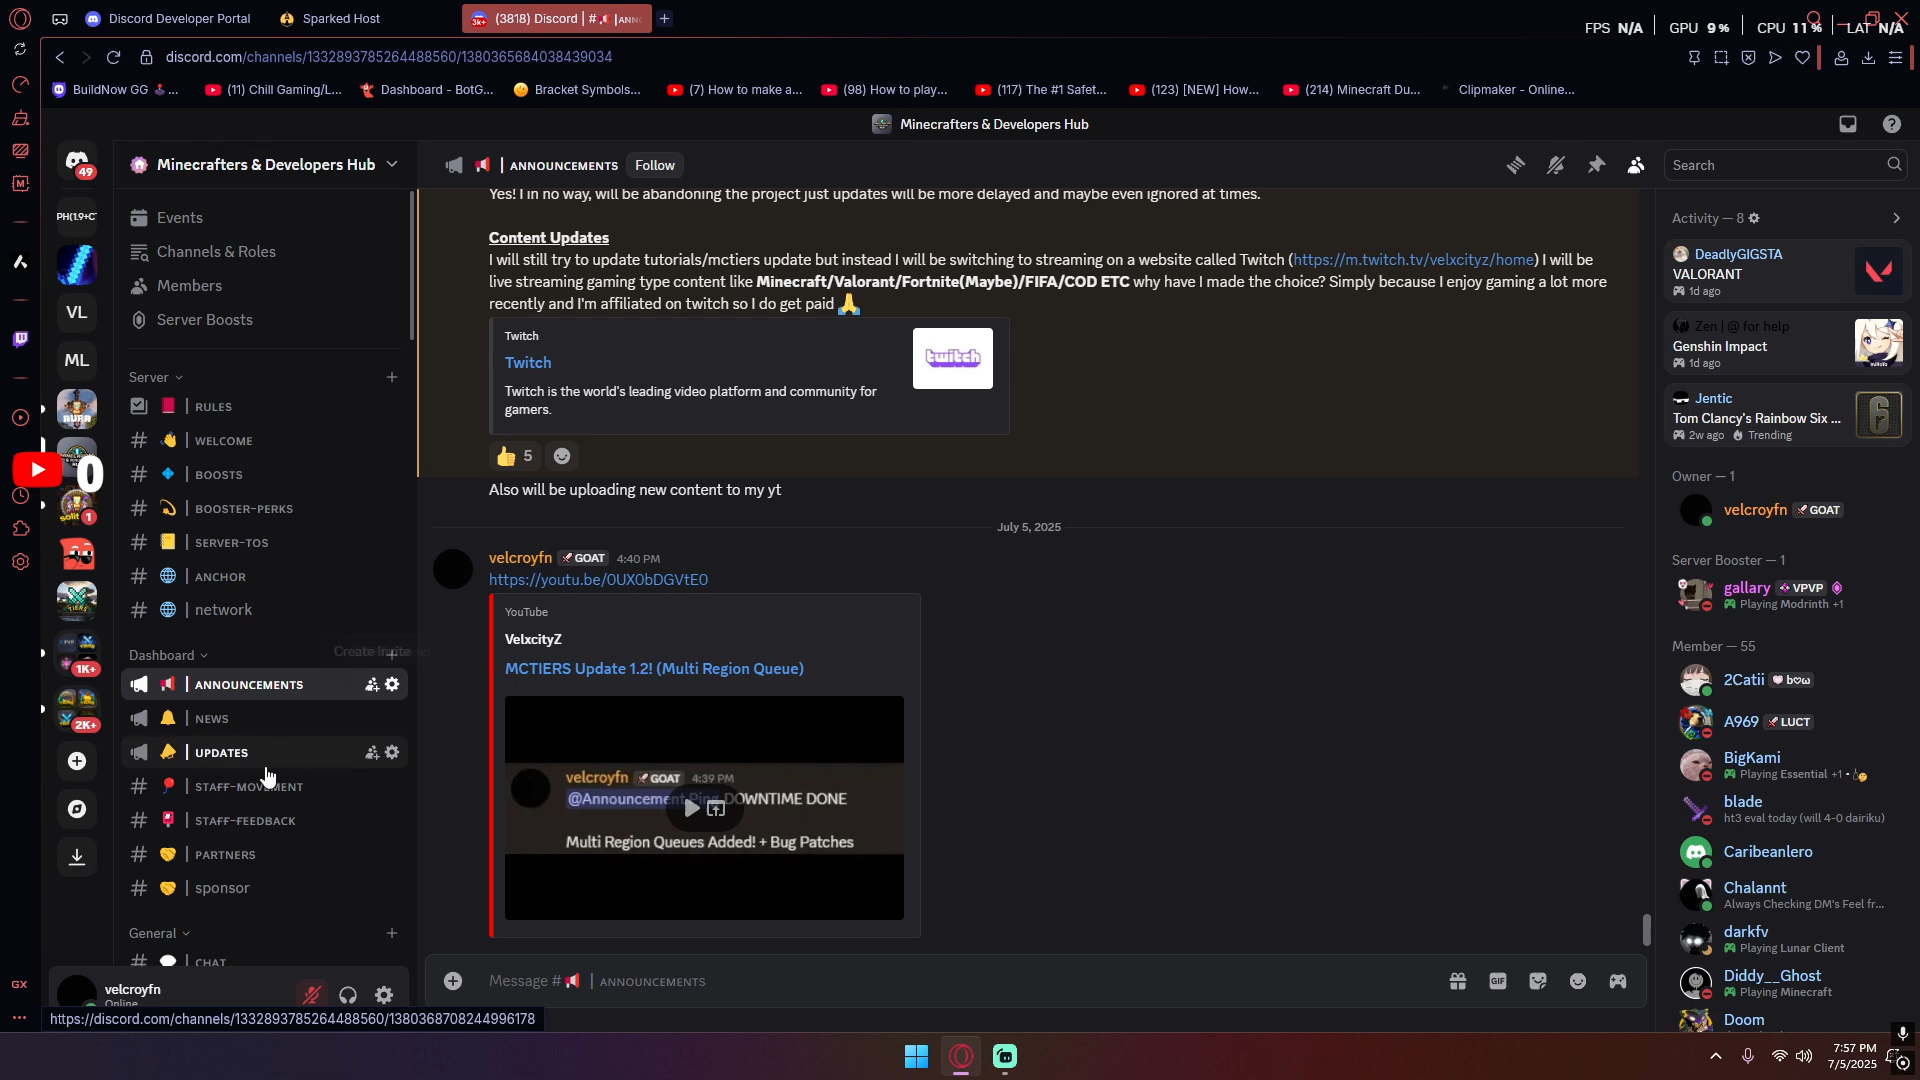 Discord Developer Portal
Sparked Host
(3818) Discord | #
FPS N/A
GPU 9%
CPU 11%
LAT N/A
discord.com/channels/1332893785264488560/1380365684038439034
BuildNow GG
(11) Chill Gaming/L...
Dashboard - BotG...
Bracket Symbols...
(7) How to make a...
(98) How to play...
(117) The #1 Safet...
(123) [NEW] How...
(214) Minecraft Du...
Clipmaker - Online...
Minecrafters & Developers Hub
49
VL
ML
1
1K+
2K+
0
GX
Minecrafters & Developers Hub
Events
Channels & Roles
Members
Server Boosts
Server
| RULES
# | WELCOME
# | BOOSTS
# | BOOSTER-PERKS
# | SERVER-TOS
# | ANCHOR
# | network
Dashboard
| ANNOUNCEMENTS
| NEWS
| UPDATES
# | STAFF-MOVEMENT
# | STAFF-FEEDBACK
# | PARTNERS
# | sponsor
General
# | CHAT
velcroyfn
Online
https://discord.com/channels/1332893785264488560/1380368708244996178
| ANNOUNCEMENTS
Follow
Yes! I in no way, will be abandoning the project just updates will be more delayed and maybe even ignored at times.
Content Updates
I will still try to update tutorials/mctiers update but instead I will be switching to streaming on a website called Twitch (https://m.twitch.tv/velxcityz/home) I will be
live streaming gaming type content like Minecraft/Valorant/Fortnite(Maybe)/FIFA/COD ETC why have I made the choice? Simply because I enjoy gaming a lot more
recently and I'm affiliated on twitch so I do get paid 🙏
Twitch
Twitch
Twitch is the world's leading video platform and community for
gamers.
twitch
👍 5
Also will be uploading new content to my yt
July 5, 2025
velcroyfn GOAT 4:40 PM
https://youtu.be/0UX0bDGVtE0
YouTube
VelxcityZ
MCTIERS Update 1.2! (Multi Region Queue)
velcroyfn GOAT 4:39 PM
@Announcement Ping DOWNTIME DONE
Multi Region Queues Added! + Bug Patches
Message # | ANNOUNCEMENTS
GIF
Search
Activity — 8
DeadlyGIGSTA
VALORANT
1d ago
Zen | @ for help
Genshin Impact
1d ago
Jentic
Tom Clancy's Rainbow Six ...
2w ago Trending
Owner — 1
velcroyfn GOAT
Server Booster — 1
gallary VPVP
Playing Modrinth +1
Member — 55
2Catii
A969 LUCT
BigKami
Playing Essential +1 •
blade
ht3 eval today (will 4-0 dairiku)
Caribeanlero
Chalannt
Always Checking DM's Feel fr...
darkfv
Playing Lunar Client
Diddy__Ghost
Playing Minecraft
Doom
7:57 PM
7/5/2025